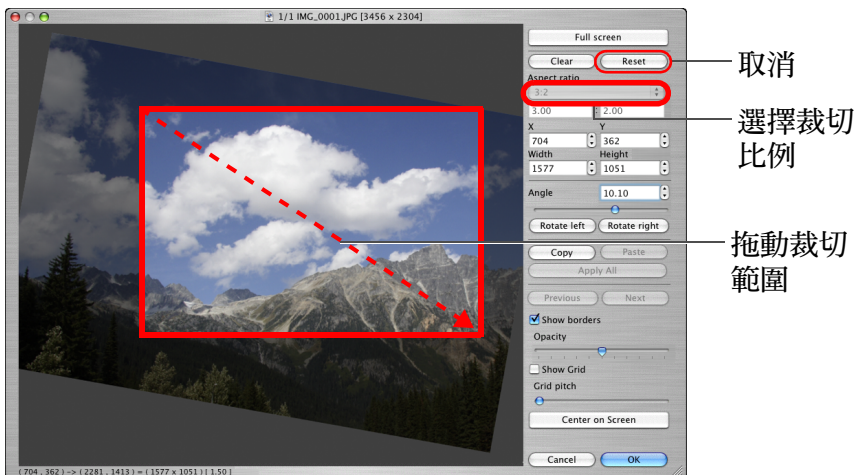 1/1 IMG_0001.JPG [3456 x 2304]
Full screen
Clear
Reset
Aspect ratio
3:2
3.00 : 2.00
X
Y
704
362
Width
Height
1577
1051
Angle
10.10
Rotate left
Rotate right
Copy
Paste
Apply All
Previous
Next
Show borders
Opacity
Show Grid
Grid pitch
Center on Screen
Cancel
OK
( 704 , 362 ) -> ( 2281 , 1413 ) = ( 1577 x 1051 ) [ 1.50 ]
取消
選擇裁切
比例
拖動裁切
範圍